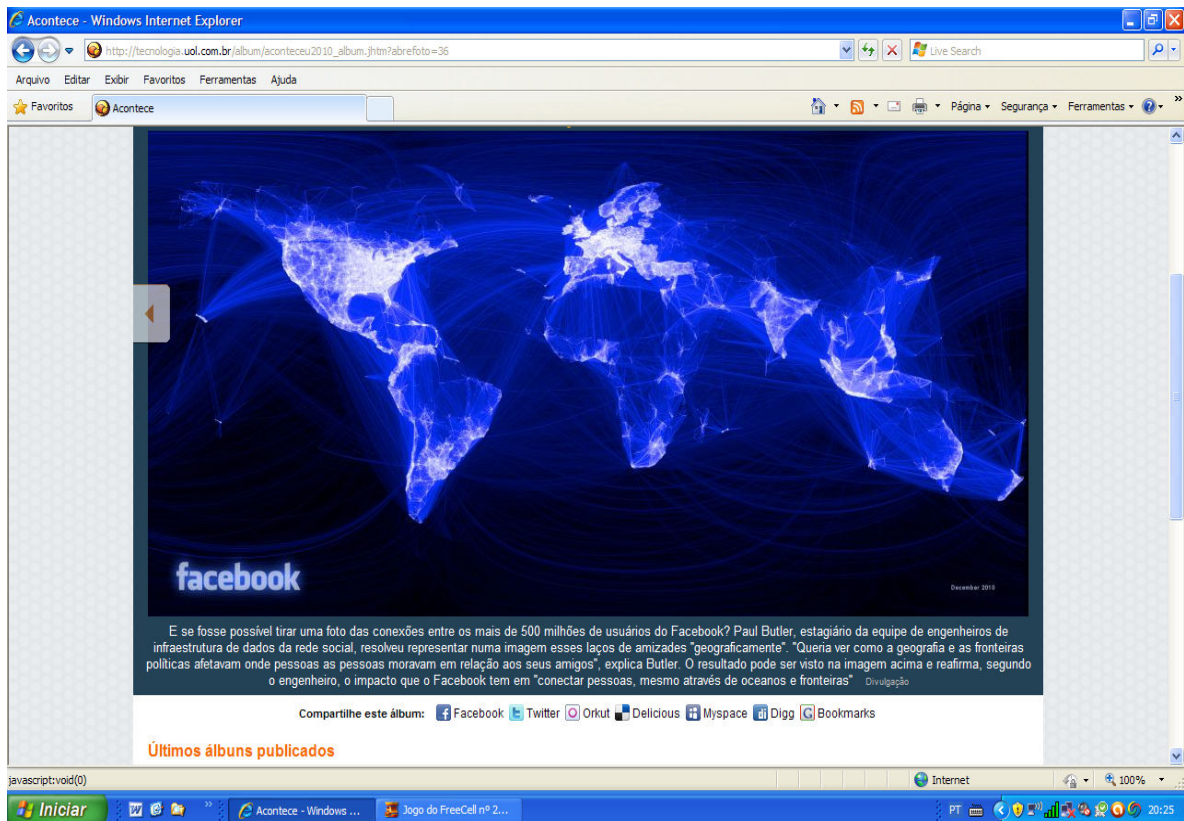 Acontece - Windows Internet Explorer
http://tecnologia.uol.com.br/album/aconteceu2010_album.jhtm?abrefoto=36
Live Search
Arquivo Editar Exibir Favoritos Ferramentas Ajuda
Favoritos Acontece Página Segurança Ferramentas
facebook
December 2010
E se fosse possível tirar uma foto das conexões entre os mais de 500 milhões de usuários do Facebook? Paul Butler, estagiário da equipe de engenheiros de
infraestrutura de dados da rede social, resolveu representar numa imagem esses laços de amizades "geograficamente". "Queria ver como a geografia e as fronteiras
políticas afetavam onde pessoas as pessoas moravam em relação aos seus amigos", explica Butler. O resultado pode ser visto na imagem acima e reafirma, segundo
o engenheiro, o impacto que o Facebook tem em "conectar pessoas, mesmo através de oceanos e fronteiras" Divulgação
Compartilhe este álbum: Facebook Twitter Orkut Delicious Myspace Digg Bookmarks
Últimos álbuns publicados
javascript:void(0) Internet 100%
Iniciar Acontece - Windows ... Jogo do FreeCell nº 2... PT 20:25